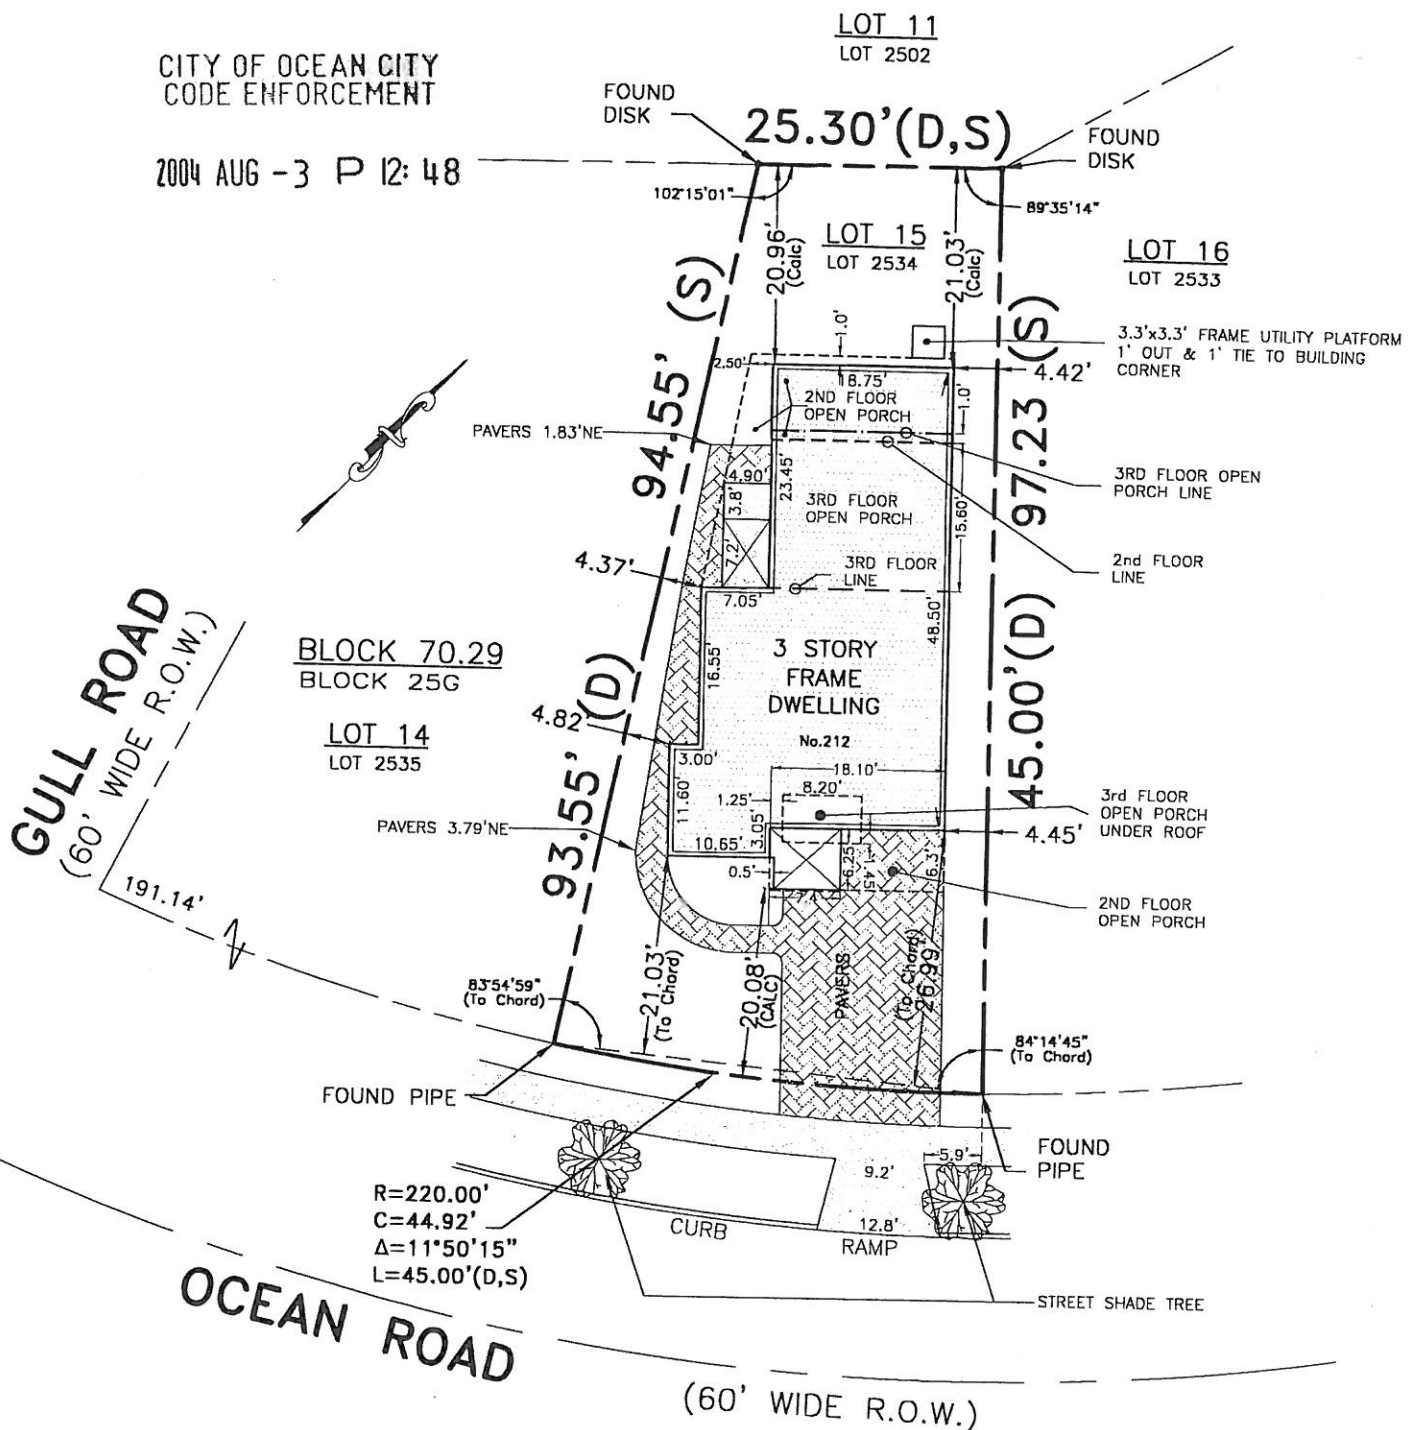 LOT 11
LOT 2502
CITY OF OCEAN CITY
CODE ENFORCEMENT
2004 AUG -3 P 12: 48
FOUND
DISK
25.30'(D,S)
FOUND
DISK
102°15'01"
89°35'14"
20.96'
(Calc)
LOT 15
LOT 2534
21.03'
(Calc)
LOT 16
LOT 2533
94.55' (S)
97.23 (S)
1.0'
3.3'x3.3' FRAME UTILITY PLATFORM
1' OUT & 1' TIE TO BUILDING
CORNER
2.50'
18.75'
4.42'
2ND FLOOR
OPEN PORCH
1.0'
PAVERS 1.83'NE
4.90'
3.8'
23.45'
3RD FLOOR
OPEN PORCH
15.60'
3RD FLOOR OPEN
PORCH LINE
7.2'
4.37'
3RD FLOOR
LINE
2nd FLOOR
LINE
7.05'
48.50'
GULL ROAD
(60' WIDE R.O.W.)
BLOCK 70.29
BLOCK 25G
16.55'
3 STORY
FRAME
DWELLING
No.212
45.00'(D)
93.55' (D)
4.82'
LOT 14
LOT 2535
3.00'
18.10'
8.20'
1.25'
11.60'
3rd FLOOR
OPEN PORCH
UNDER ROOF
PAVERS 3.79'NE
3.05'
10.65'
4.45'
6.25'
1.45'
6.3'
0.5'
191.14'
2ND FLOOR
OPEN PORCH
PAVERS
83°54'59"
(To Chord)
21.03'
(To Chord)
20.08'
(CALC)
(To Chord)
26.99'
84°14'45"
(To Chord)
FOUND PIPE
FOUND
PIPE
5.9'
9.2'
R=220.00'
C=44.92'
Δ=11°50'15"
L=45.00'(D,S)
CURB
12.8'
RAMP
STREET SHADE TREE
OCEAN ROAD
(60' WIDE R.O.W.)